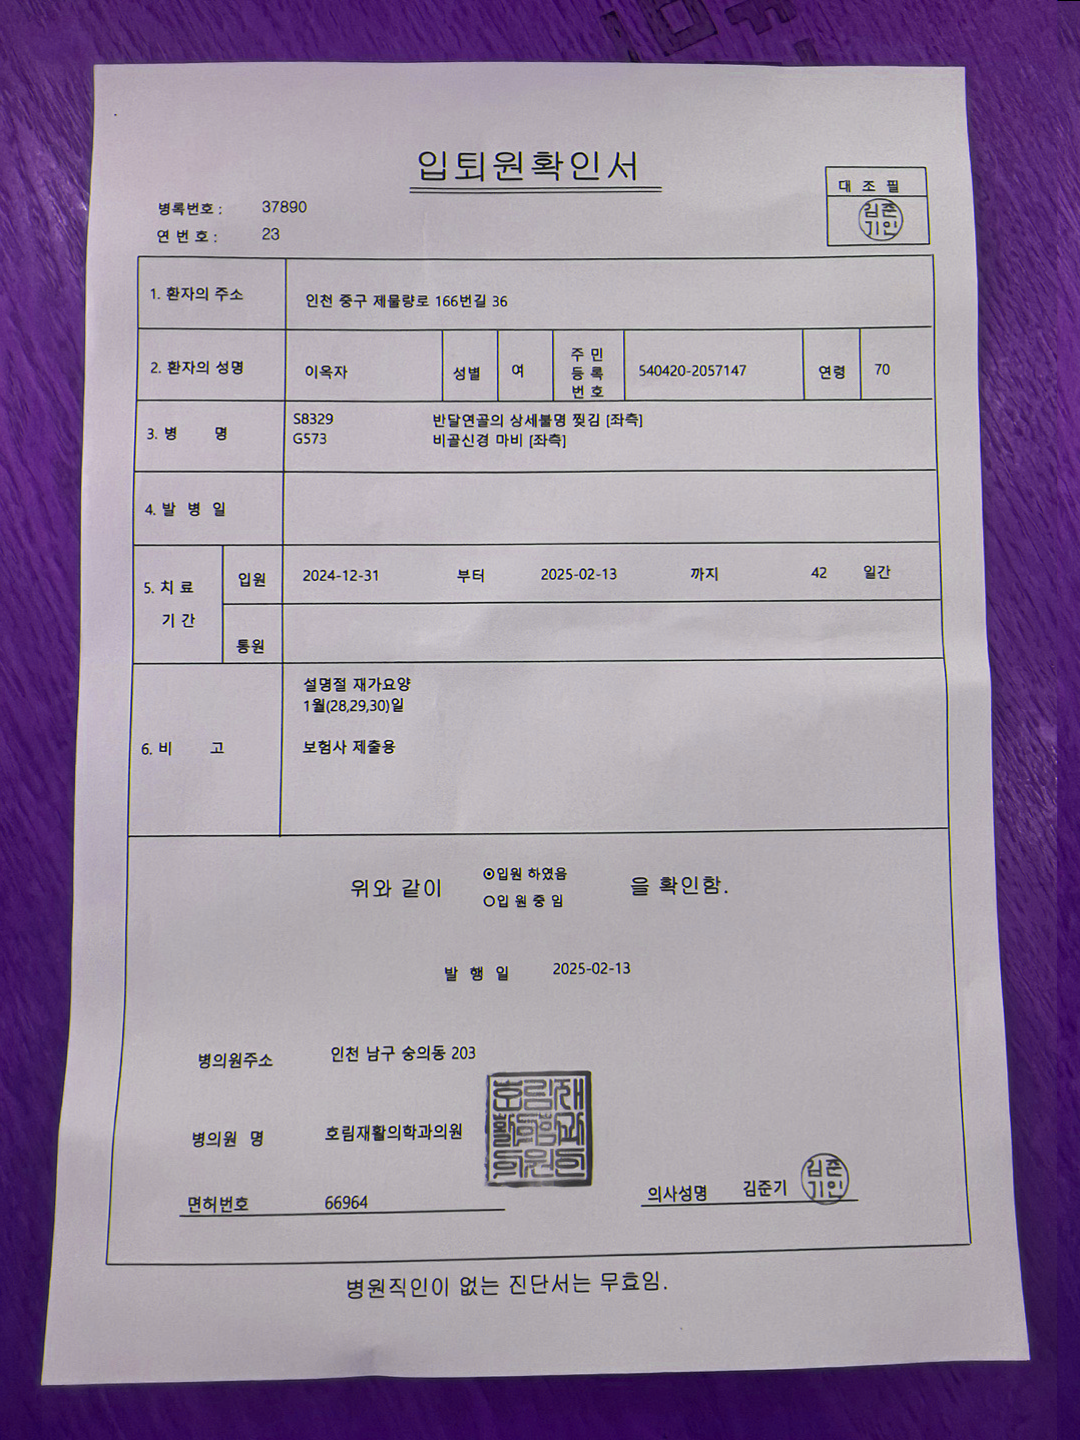 입퇴원확인서
병록번호 : 37890
연 번 호 : 23
대 조 필
김준
기인
1. 환자의 주소 인천 중구 제물량로 166번길 36
2. 환자의 성명 이옥자 성별 여 주 민 등 록 번 호 540420-2057147 연령 70
3. 병 명 S8329 반달연골의 상세불명 찢김 [좌측]
G573 비골신경 마비 [좌측]
4. 발 병 일
5. 치 료 기 간 입원 2024-12-31 부터 2025-02-13 까지 42 일간
통원
6. 비 고 설명절 재가요양
1월(28,29,30)일
보험사 제출용
위와 같이 ⊙입원 하였음 을 확인함.
○입 원 중 임
발 행 일 2025-02-13
병의원주소 인천 남구 숭의동 203
병의원 명 호림재활의학과의원
호림재
활의학과
의원의
면허번호 66964
의사성명 김준기
김준
기인
병원직인이 없는 진단서는 무효임.